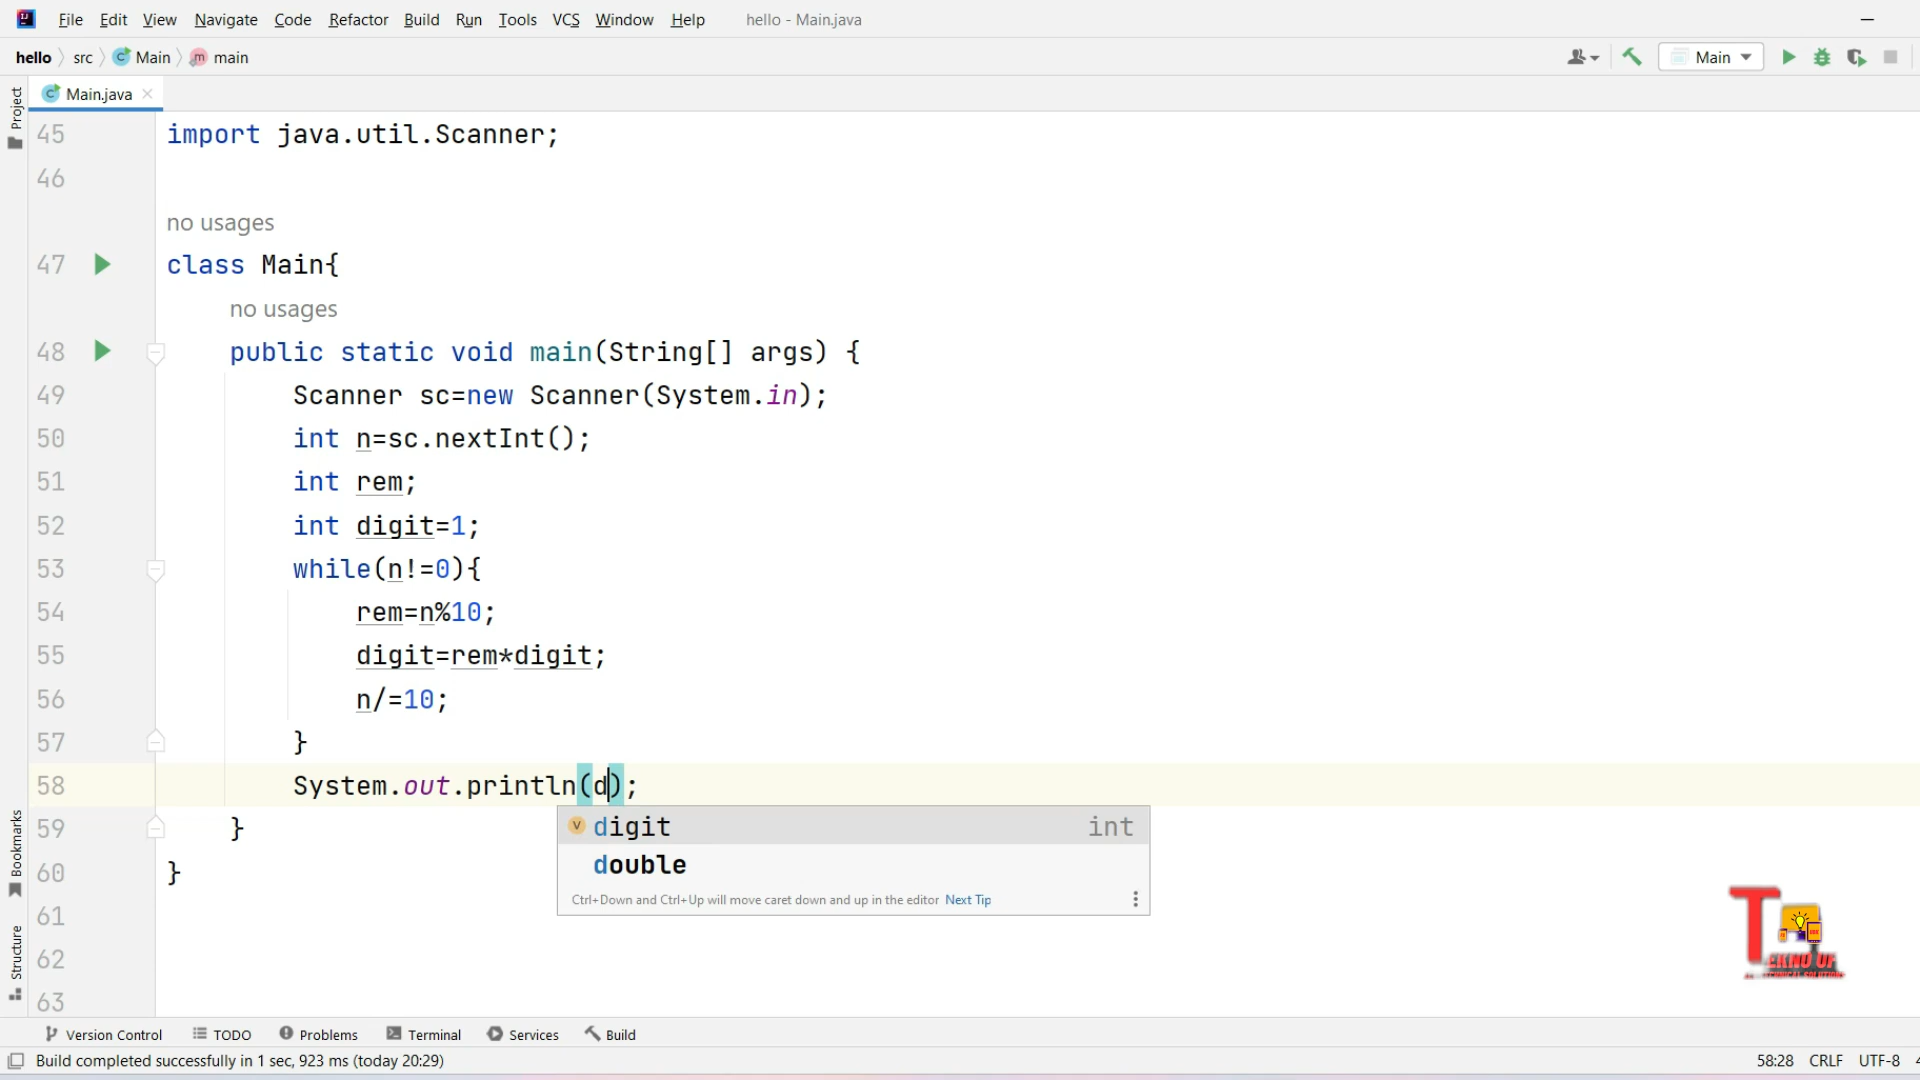 File Edit View Navigate Code Refactor Build Run Tools VCS Window Help hello - Main.java
hello src Main main Main
Project Main.java
45 import java.util.Scanner;
46
no usages
47 class Main{
no usages
48 public static void main(String[] args) {
49 Scanner sc=new Scanner(System.in);
50 int n=sc.nextInt();
51 int rem;
52 int digit=1;
53 while(n!=0){
54 rem=n%10;
55 digit=rem*digit;
56 n/=10;
57 }
58 System.out.println(d);
digit int
double
Ctrl+Down and Ctrl+Up will move caret down and up in the editor Next Tip
59 }
60 }
61
62
63
Bookmarks
Structure
TEKNO UF
Version Control TODO Problems Terminal Services Build
Build completed successfully in 1 sec, 923 ms (today 20:29) 58:28 CRLF UTF-8